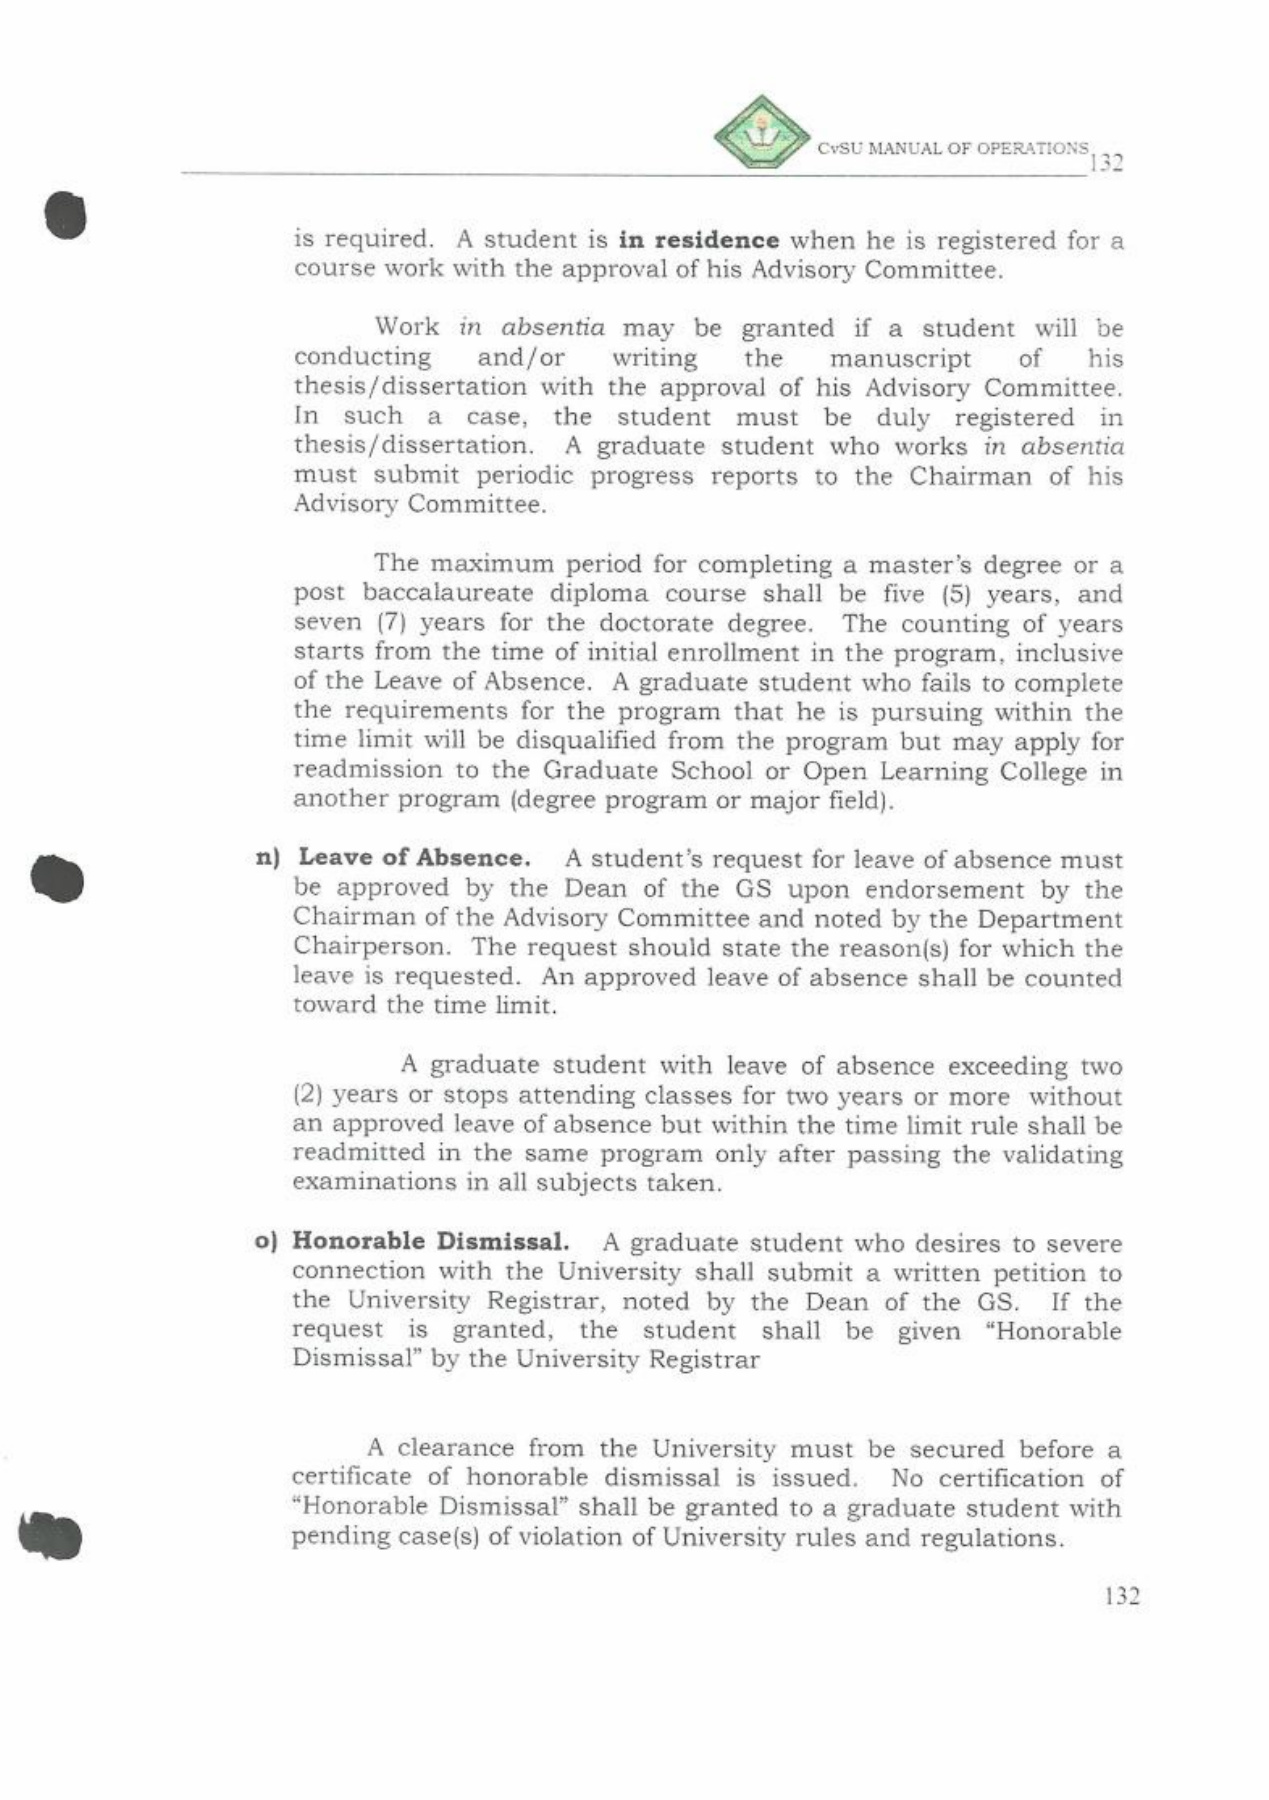 CvSU MANUAL OF OPERATIONS 132
is required. A student is in residence when he is registered for a
course work with the approval of his Advisory Committee.
Work in absentia may be granted if a student will be
conducting and/or writing the manuscript of his
thesis/dissertation with the approval of his Advisory Committee.
In such a case, the student must be duly registered in
thesis/dissertation. A graduate student who works in absentia
must submit periodic progress reports to the Chairman of his
Advisory Committee.
The maximum period for completing a master's degree or a
post baccalaureate diploma course shall be five (5) years, and
seven (7) years for the doctorate degree. The counting of years
starts from the time of initial enrollment in the program, inclusive
of the Leave of Absence. A graduate student who fails to complete
the requirements for the program that he is pursuing within the
time limit will be disqualified from the program but may apply for
readmission to the Graduate School or Open Learning College in
another program (degree program or major field).
n) Leave of Absence. A student's request for leave of absence must
be approved by the Dean of the GS upon endorsement by the
Chairman of the Advisory Committee and noted by the Department
Chairperson. The request should state the reason(s) for which the
leave is requested. An approved leave of absence shall be counted
toward the time limit.
A graduate student with leave of absence exceeding two
(2) years or stops attending classes for two years or more without
an approved leave of absence but within the time limit rule shall be
readmitted in the same program only after passing the validating
examinations in all subjects taken.
o) Honorable Dismissal. A graduate student who desires to severe
connection with the University shall submit a written petition to
the University Registrar, noted by the Dean of the GS. If the
request is granted, the student shall be given "Honorable
Dismissal" by the University Registrar
A clearance from the University must be secured before a
certificate of honorable dismissal is issued. No certification of
"Honorable Dismissal" shall be granted to a graduate student with
pending case(s) of violation of University rules and regulations.
132